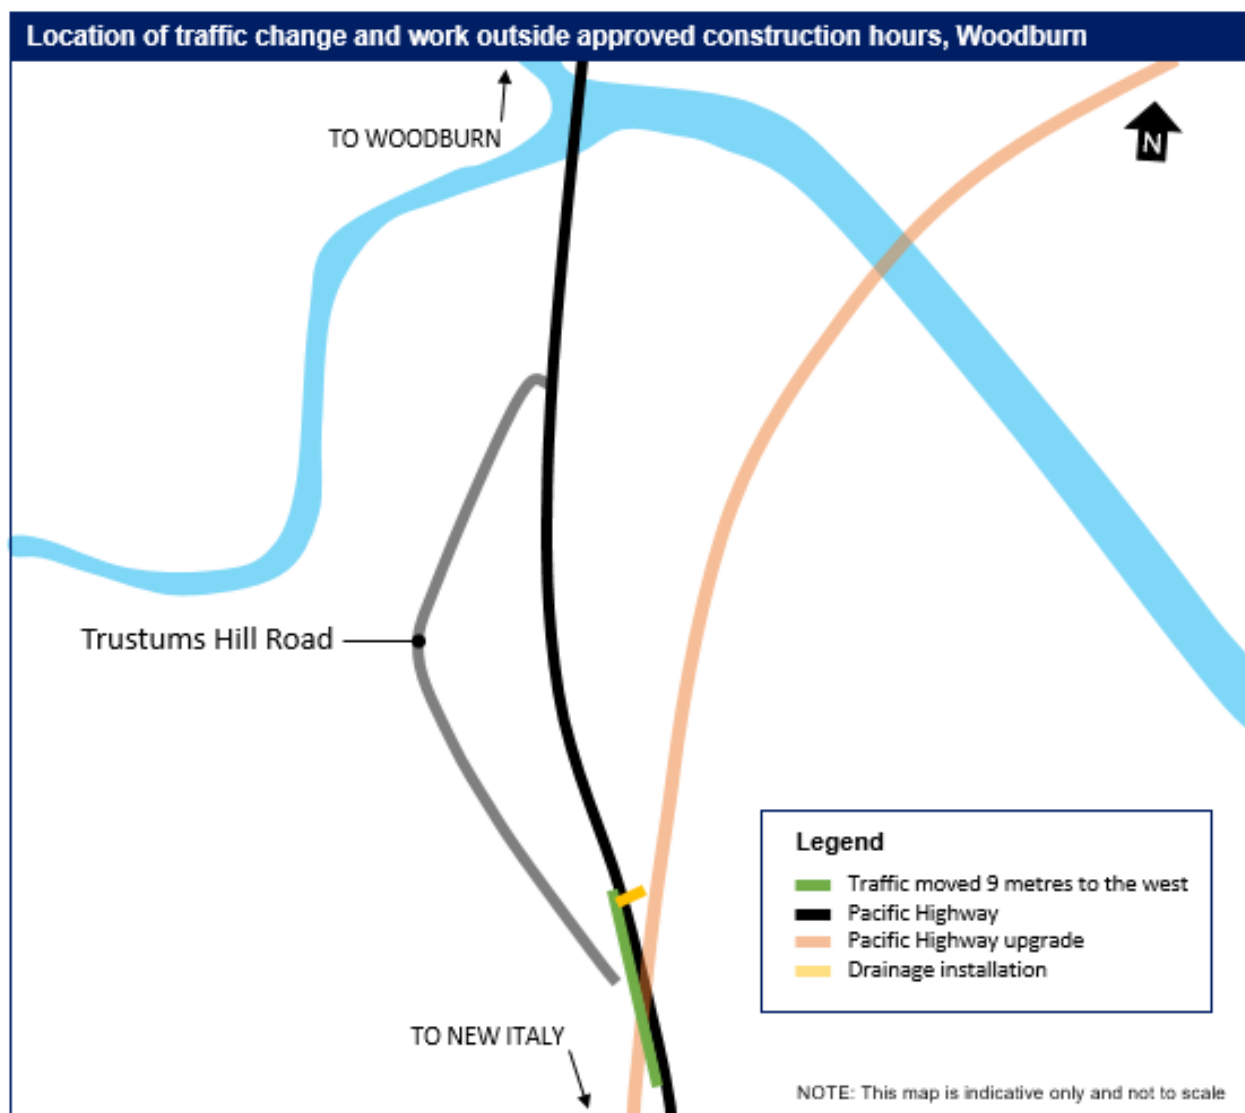 Location of traffic change and work outside approved construction hours, Woodburn
TO WOODBURN
N
Trustums Hill Road
Legend
Traffic moved 9 metres to the west
Pacific Highway
Pacific Highway upgrade
Drainage installation
TO NEW ITALY
NOTE: This map is indicative only and not to scale